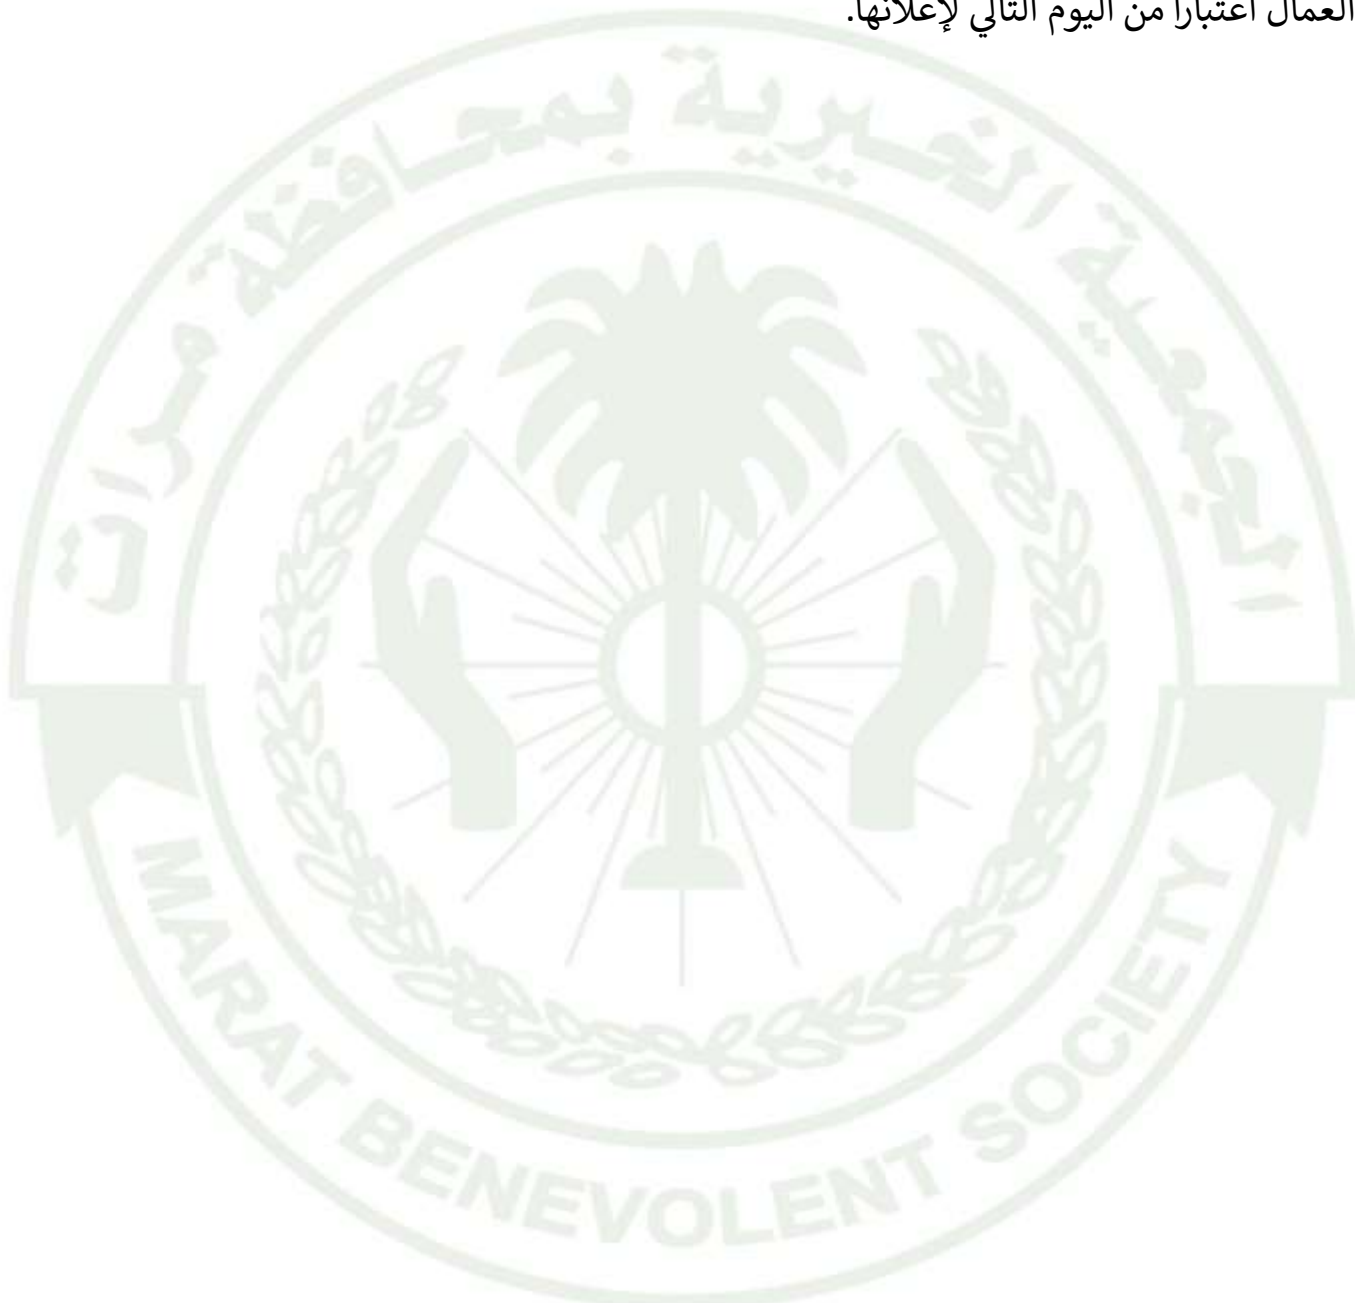 العمال اعتباراً من اليوم التالي لإعلانها.
الجمعية الخيرية بمحافظة مرات
MARAT BENEVOLENT SOCIETY